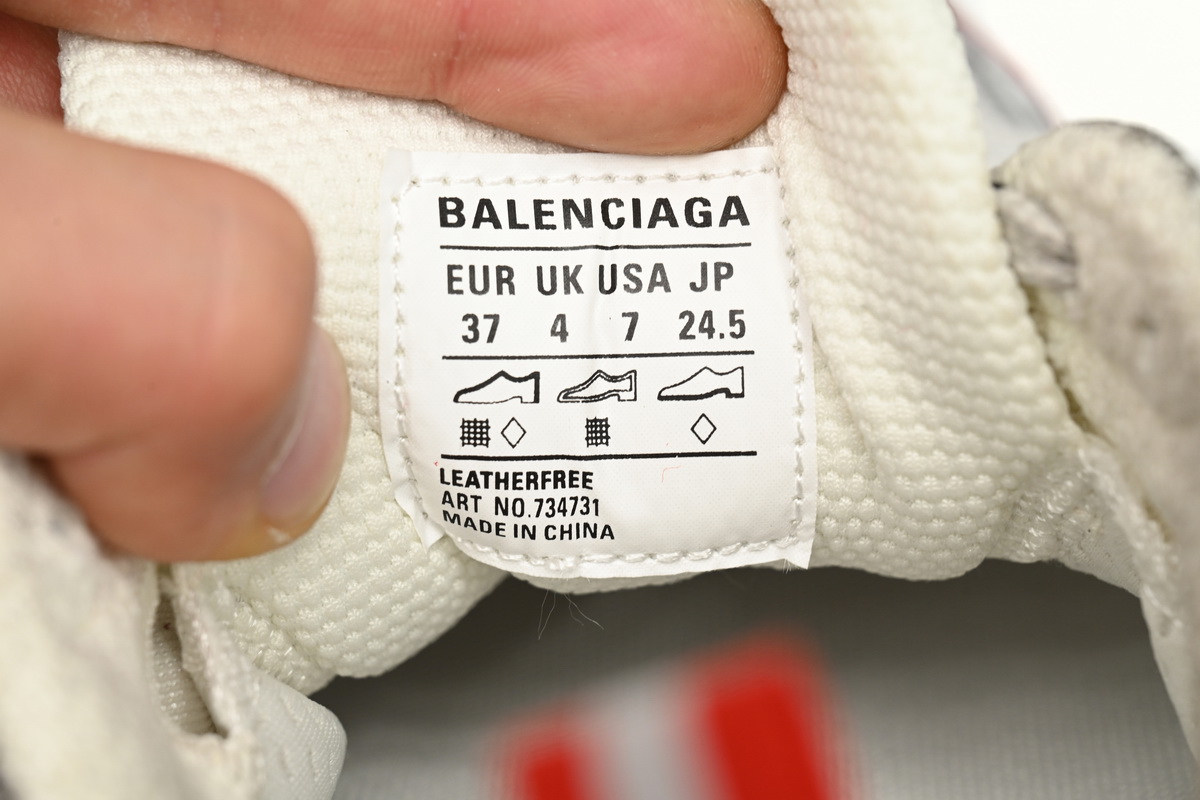 BALENCIAGA
EUR UK USA JP
37 4 7 24.5
LEATHERFREE
ART NO.734731
MADE IN CHINA